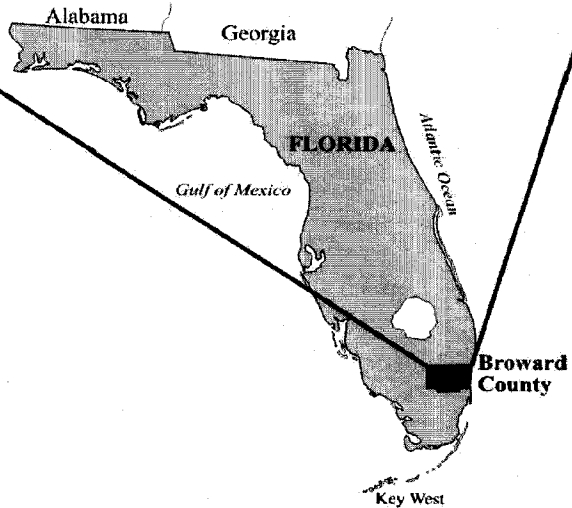 Alabama
Georgia
FLORIDA
Atlantic Ocean
Gulf of Mexico
Broward
County
Key West